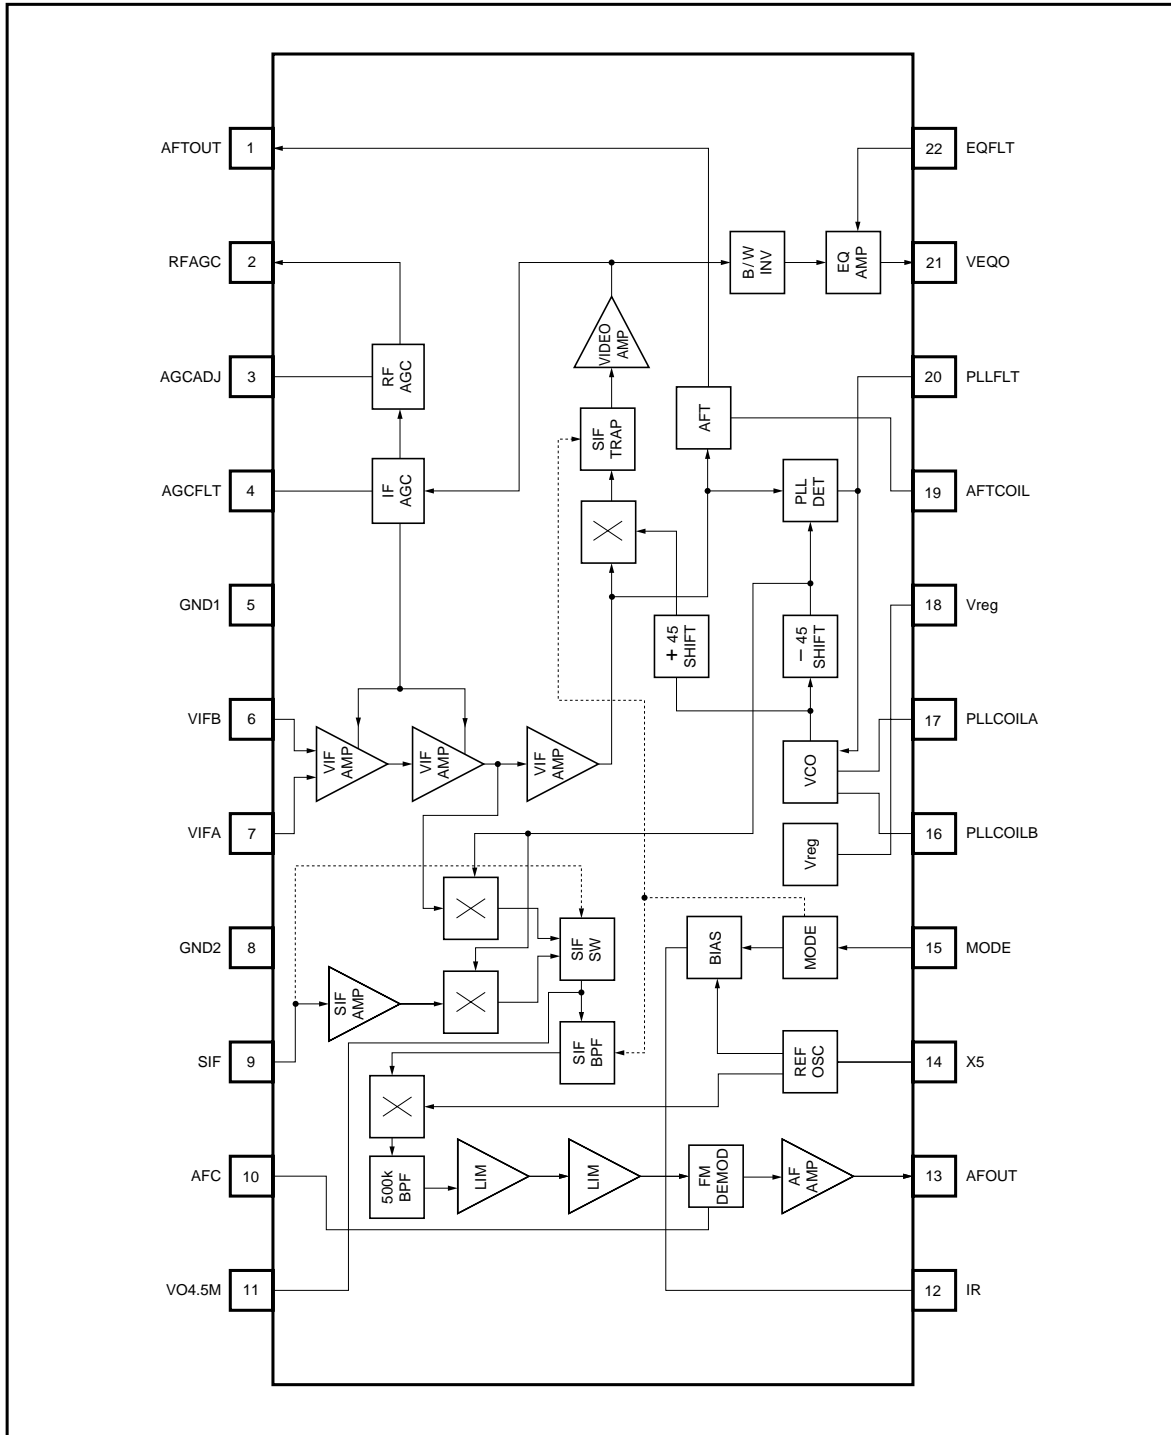 AFTOUT 1
RFAGC 2
AGCADJ 3
AGCFLT 4
GND1 5
VIFB 6
VIFA 7
GND2 8
SIF 9
AFC 10
VO4.5M 11
22 EQFLT
21 VEQO
20 PLLFLT
19 AFTCOIL
18 Vreg
17 PLLCOILA
16 PLLCOILB
15 MODE
14 X5
13 AFOUT
12 IR
B/W
INV
EQ
AMP
VIDEO
AMP
RF
AGC
SIF
TRAP
AFT
IF
AGC
PLL
DET
+ 45
SHIFT
− 45
SHIFT
VIF
AMP
VIF
AMP
VIF
AMP
VCO
Vreg
SIF
SW
BIAS
MODE
SIF
AMP
SIF
BPF
REF
OSC
500k
BPF
LIM
LIM
FM
DEMOD
AF
AMP